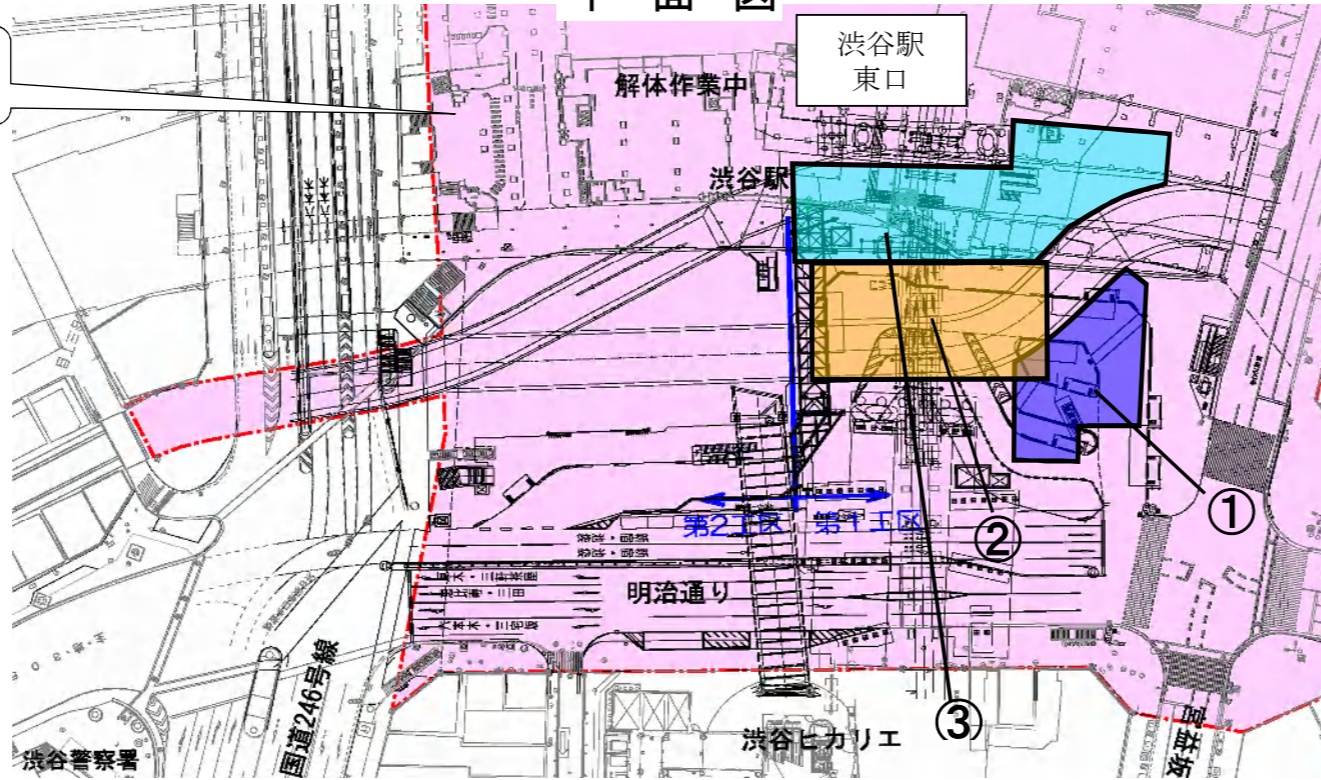 平面図
渋谷駅
東口
解体作業中
渋谷駅
①
第2工区
第1工区
②
明治通り
③
国道246号線
渋谷ヒカリエ
宮益坂
渋谷警察署